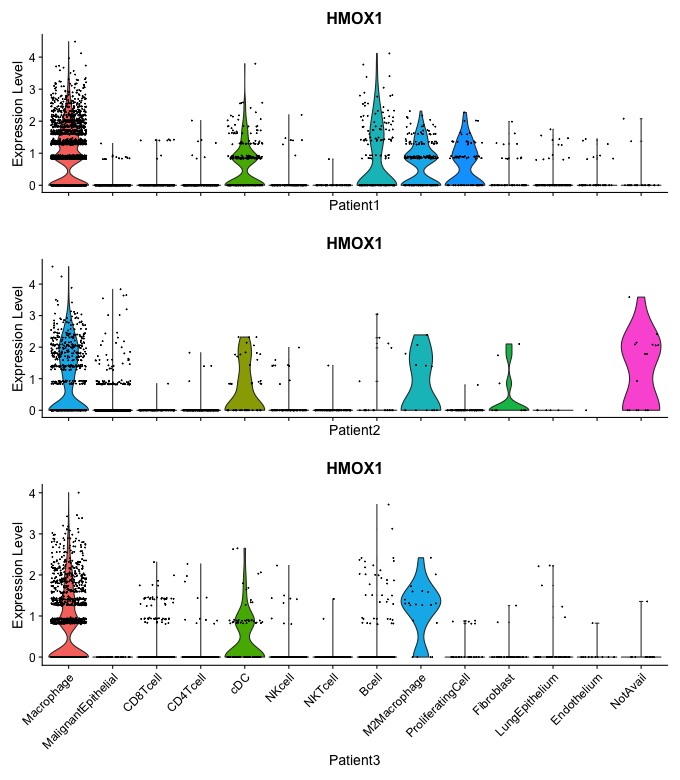 HMOX1
Expression Level
4
3
2
1
0
Patient1
HMOX1
Expression Level
4
3
2
1
0
Patient2
HMOX1
Expression Level
4
3
2
1
0
Macrophage
MalignantEpithelial
CD8Tcell
CD4Tcell
cDC
NKcell
NKTcell
Bcell
M2Macrophage
ProliferatingCell
Fibroblast
LungEpithelium
Endothelium
NotAvail
Patient3